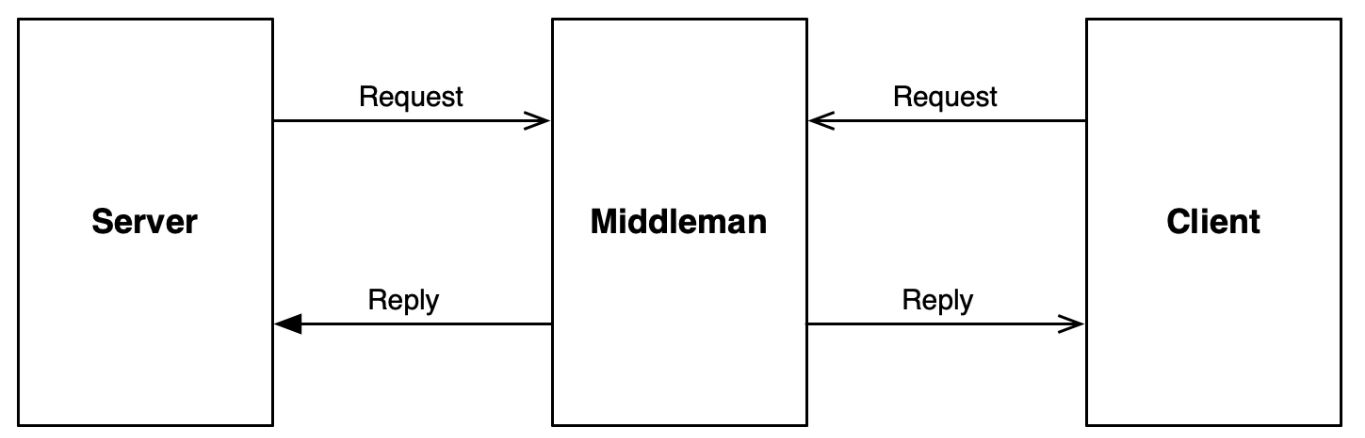 Request
Request
Server
Middleman
Client
Reply
Reply